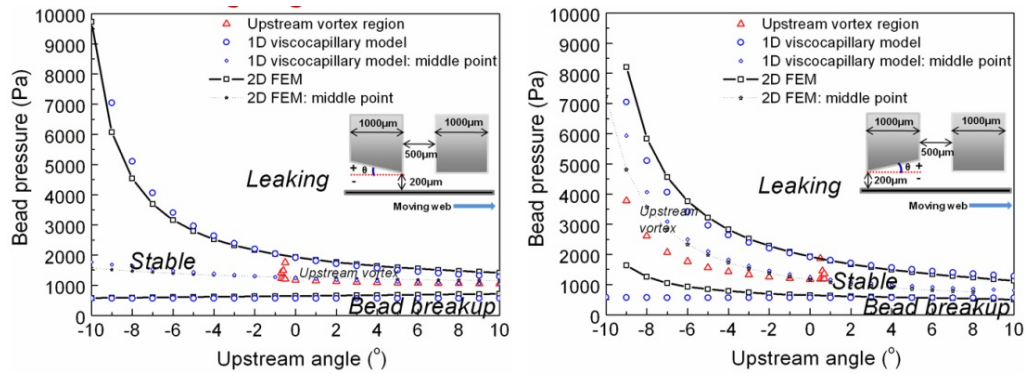 10000
9000
8000
7000
6000
5000
4000
3000
2000
1000
0
Bead pressure (Pa)
Upstream vortex region
1D viscocapillary model
1D viscocapillary model: middle point
2D FEM
2D FEM: middle point
1000μm
1000μm
500μm
+
θ
-
200μm
Moving web
Leaking
Stable
Upstream vortex
Bead breakup
-10 -8 -6 -4 -2 0 2 4 6 8 10
Upstream angle (°)
10000
9000
8000
7000
6000
5000
4000
3000
2000
1000
0
Bead pressure (Pa)
Upstream vortex region
1D viscocapillary model
1D viscocapillary model: middle point
2D FEM
2D FEM: middle point
1000μm
1000μm
500μm
θ
+
-
200μm
Moving web
Leaking
Upstream
vortex
Stable
Bead breakup
-10 -8 -6 -4 -2 0 2 4 6 8 10
Upstream angle (°)